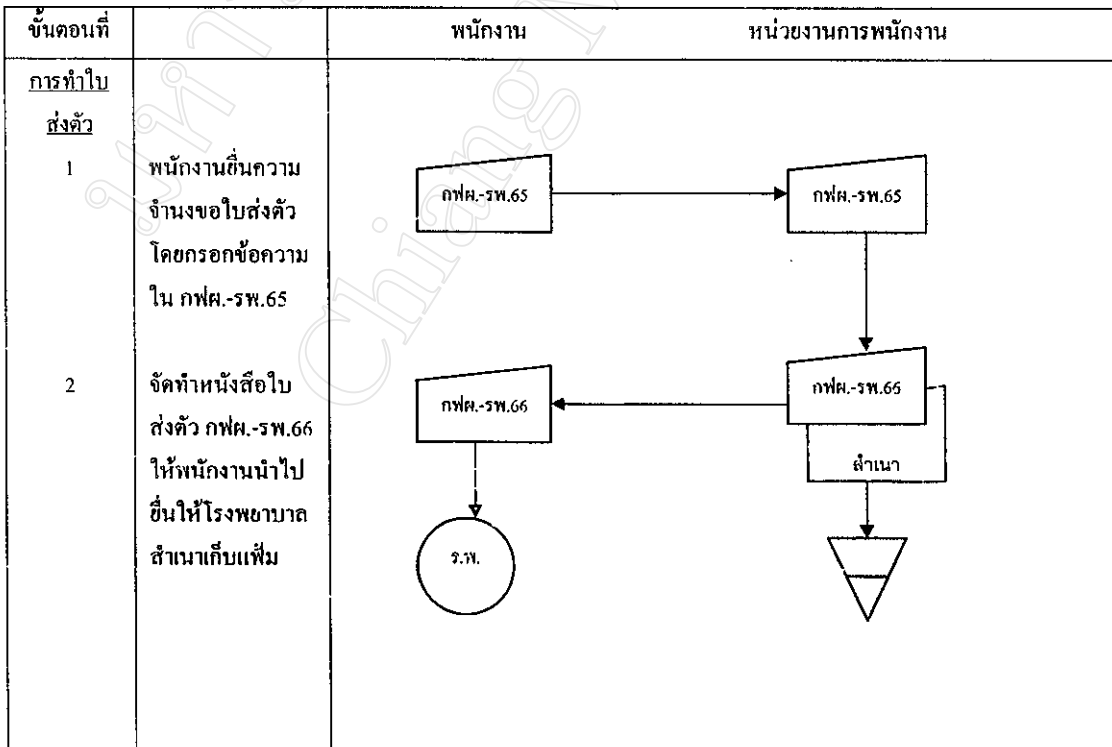 ขั้นตอนที่
พนักงาน
หน่วยงานการพนักงาน
การทำใบ
ส่งตัว
1
พนักงานยื่นความ
จำนงขอใบส่งตัว
โดยกรอกข้อความ
ใน กฟผ.-รพ.65
กฟผ.-รพ.65
กฟผ.-รพ.65
2
จัดทำหนังสือใบ
ส่งตัว กฟผ.-รพ.66
ให้พนักงานนำไป
ยื่นให้โรงพยาบาล
สำเนาเก็บแฟ้ม
กฟผ.-รพ.66
กฟผ.-รพ.66
สำเนา
ร.พ.
Chiang M